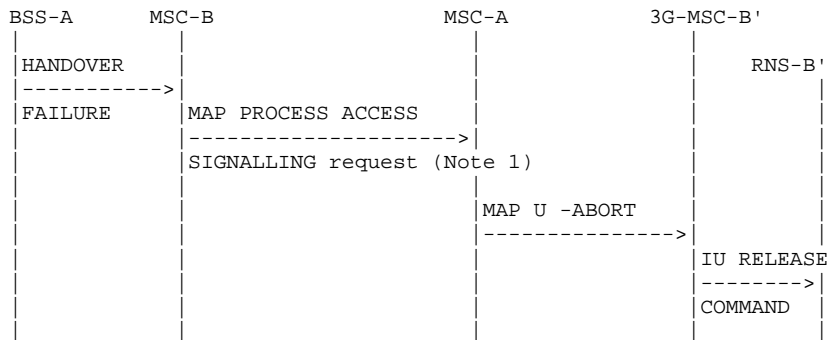 BSS-A MSC-B MSC-A 3G-MSC-B'
HANDOVER RNS-B'
FAILURE MAP PROCESS ACCESS
SIGNALLING request (Note 1)
MAP U -ABORT
IU RELEASE
COMMAND